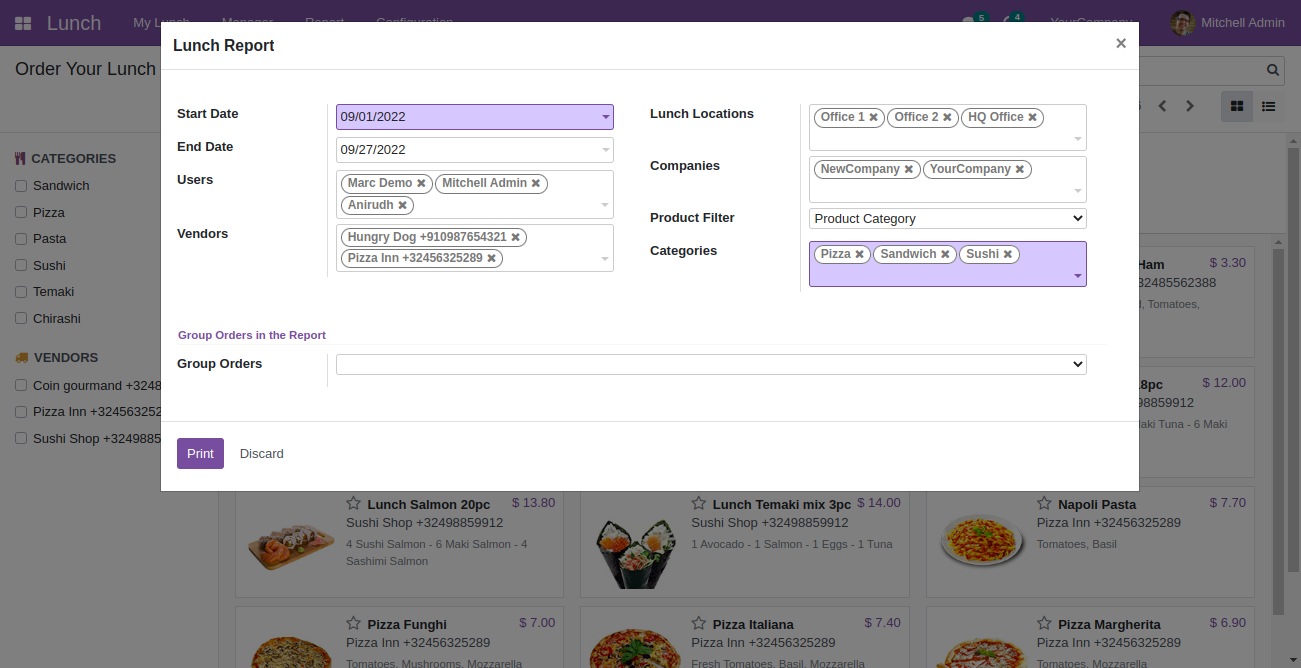 Lunch My Lunch Manager Report Configuration 5 4 YourCompany Mitchell Admin
Order Your Lunch
CATEGORIES
Sandwich
Pizza
Pasta
Sushi
Temaki
Chirashi
VENDORS
Coin gourmand +3248
Pizza Inn +324563252
Sushi Shop +3249885
Lunch Report ×
Start Date 09/01/2022
End Date 09/27/2022
Users Marc Demo ✖ Mitchell Admin ✖
Anirudh ✖
Vendors Hungry Dog +910987654321 ✖
Pizza Inn +32456325289 ✖
Lunch Locations Office 1 ✖ Office 2 ✖ HQ Office ✖
Companies NewCompany ✖ YourCompany ✖
Product Filter Product Category
Categories Pizza ✖ Sandwich ✖ Sushi ✖
Group Orders in the Report
Group Orders
Print Discard
Ham $ 3.30
32485562388
, Tomatoes,
8pc $ 12.00
98859912
aki Tuna - 6 Maki
Lunch Salmon 20pc $ 13.80
Sushi Shop +32498859912
4 Sushi Salmon - 6 Maki Salmon - 4
Sashimi Salmon
Lunch Temaki mix 3pc $ 14.00
Sushi Shop +32498859912
1 Avocado - 1 Salmon - 1 Eggs - 1 Tuna
Napoli Pasta $ 7.70
Pizza Inn +32456325289
Tomatoes, Basil
Pizza Funghi $ 7.00
Pizza Inn +32456325289
Tomatoes, Mushrooms, Mozzarella
Pizza Italiana $ 7.40
Pizza Inn +32456325289
Fresh Tomatoes, Basil, Mozzarella
Pizza Margherita $ 6.90
Pizza Inn +32456325289
Tomatoes, Mozzarella